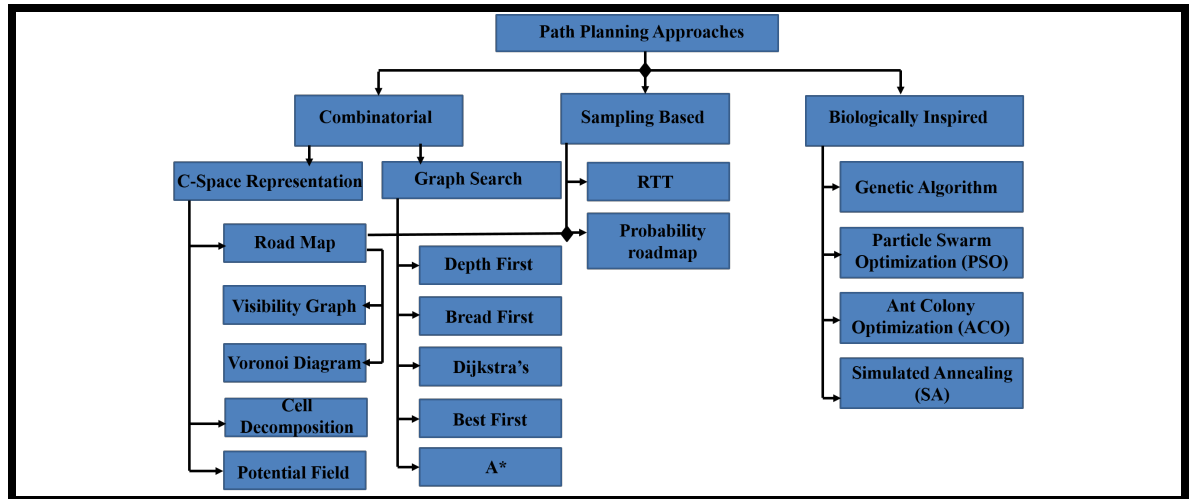 Path Planning Approaches
Combinatorial
Sampling Based
Biologically Inspired
C-Space Representation
Graph Search
RTT
Genetic Algorithm
Road Map
Probability
roadmap
Particle Swarm
Optimization (PSO)
Depth First
Visibility Graph
Bread First
Ant Colony
Optimization (ACO)
Voronoi Diagram
Dijkstra's
Simulated Annealing
(SA)
Cell
Decomposition
Best First
Potential Field
A*